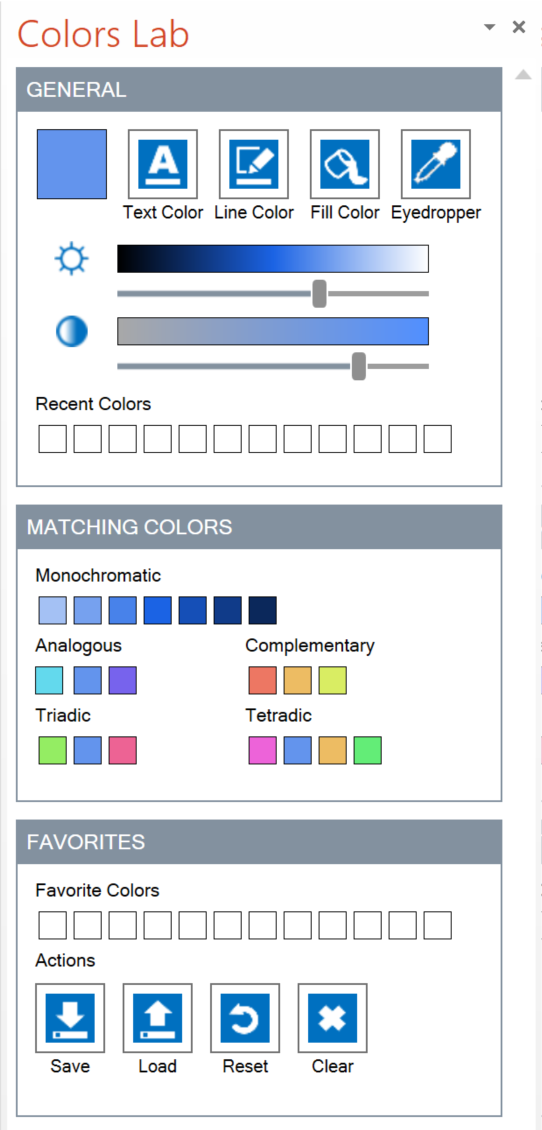 Colors Lab
GENERAL
A
Text Color Line Color Fill Color Eyedropper
Recent Colors
MATCHING COLORS
Monochromatic
Analogous Complementary
Triadic Tetradic
FAVORITES
Favorite Colors
Actions
Save Load Reset Clear